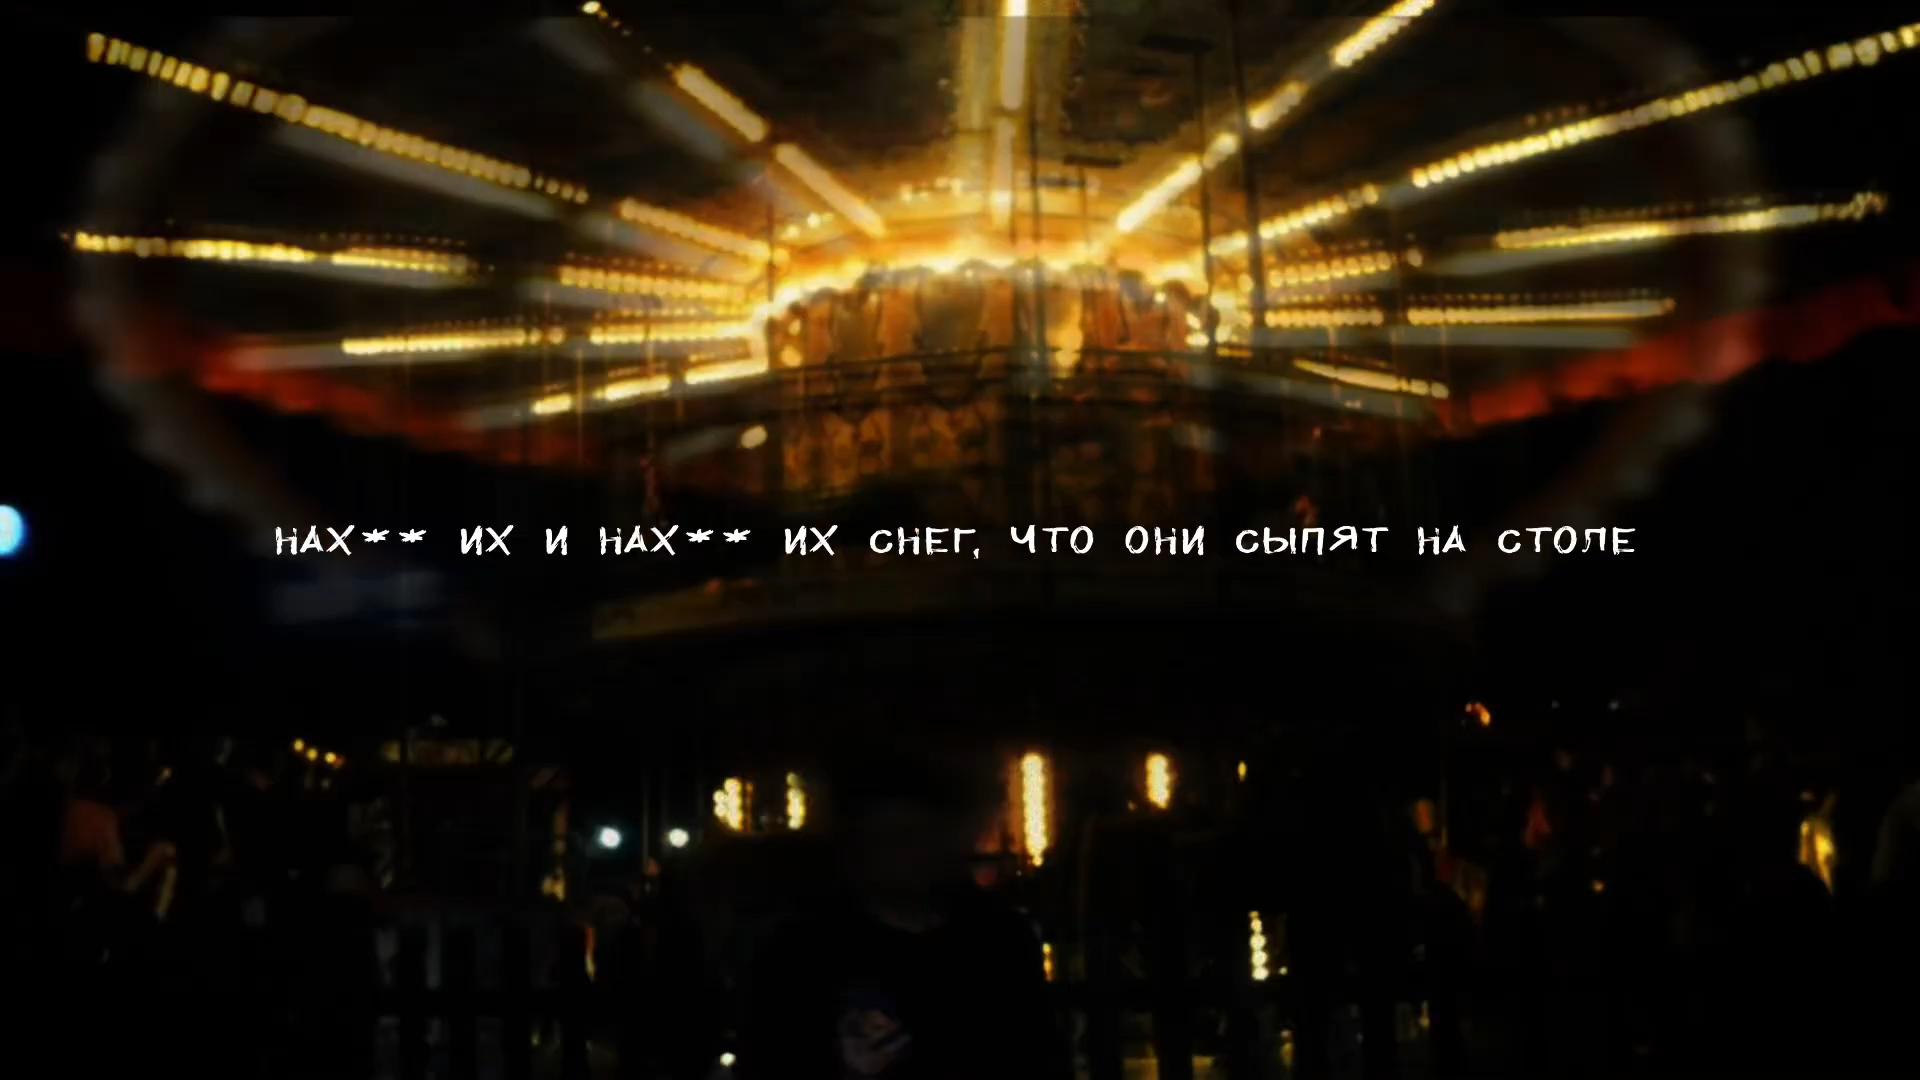 НАХ** ИХ И НАХ** ИХ СНЕГ, ЧТО ОНИ СЫПЯТ НА СТОЛЕ